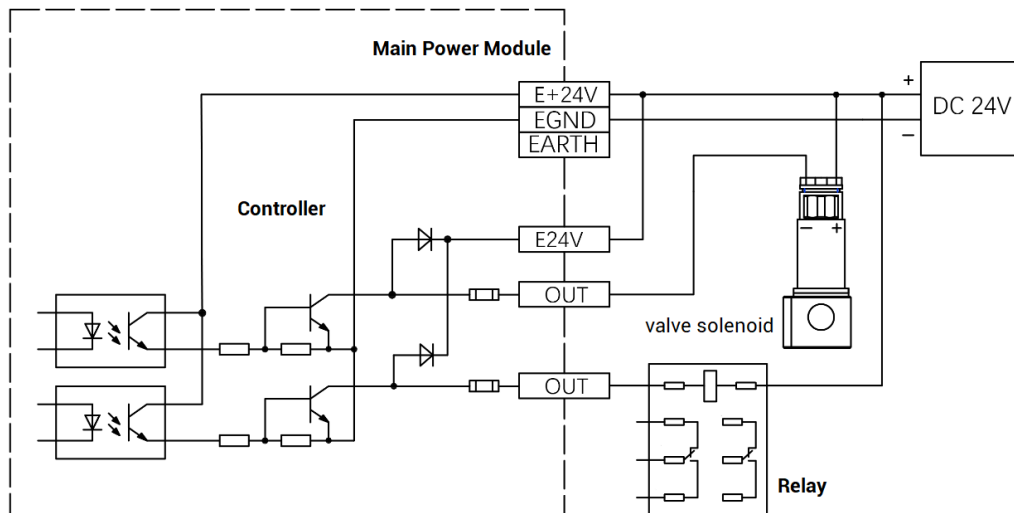 Main Power Module
E+24V
+
DC 24V
EGND
−
EARTH
Controller
E24V
− +
OUT
valve solenoid
OUT
Relay